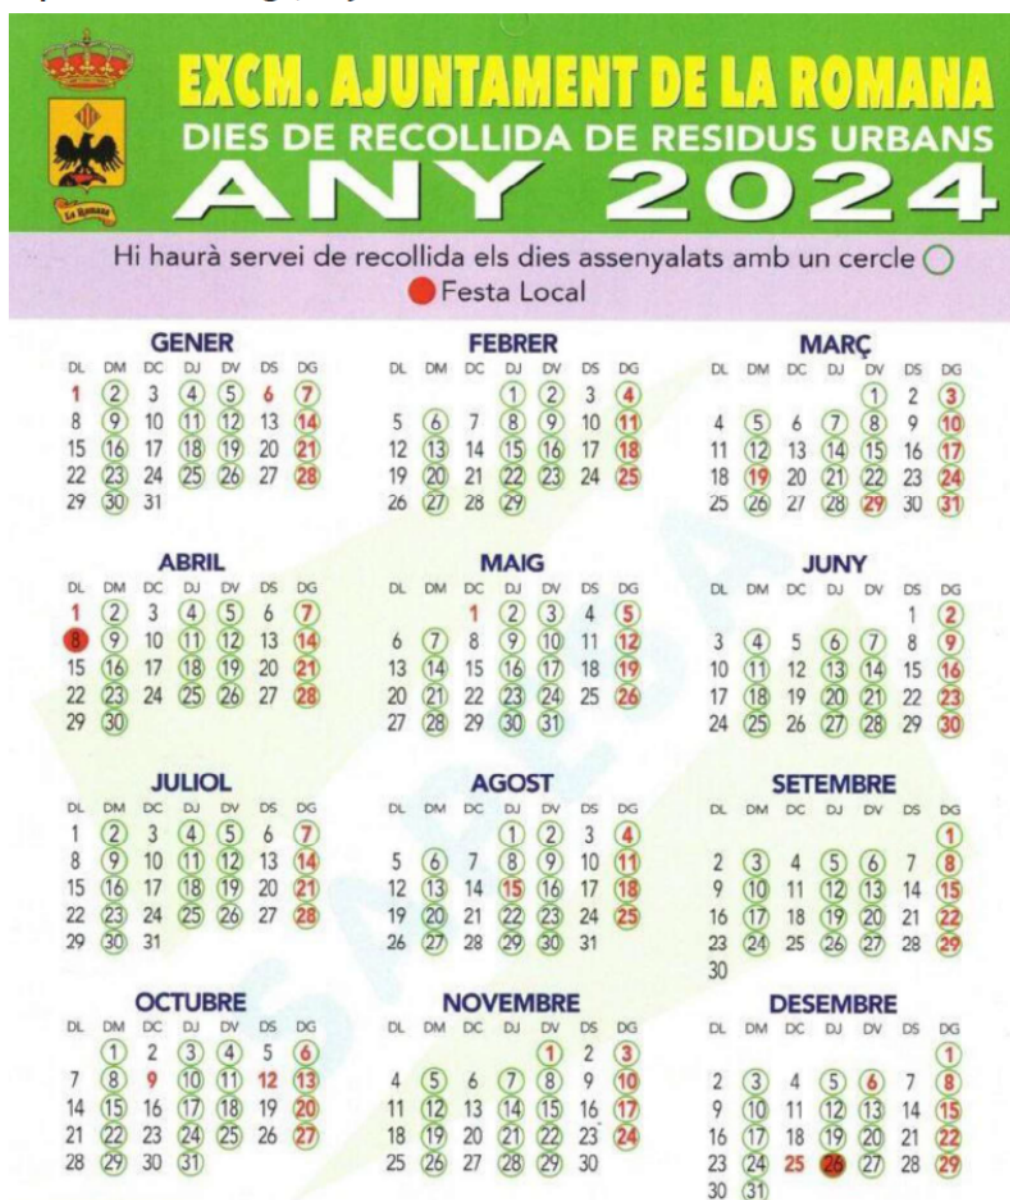 EXCM. AJUNTAMENT DE LA ROMANA
DIES DE RECOLLIDA DE RESIDUS URBANS
ANY 2024
La Romana
Hi haurà servei de recollida els dies assenyalats amb un cercle
Festa Local
GENER
DL DM DC DJ DV DS DG
1 2 3 4 5 6 7
8 9 10 11 12 13 14
15 16 17 18 19 20 21
22 23 24 25 26 27 28
29 30 31
FEBRER
DL DM DC DJ DV DS DG
1 2 3 4
5 6 7 8 9 10 11
12 13 14 15 16 17 18
19 20 21 22 23 24 25
26 27 28 29
MARÇ
DL DM DC DJ DV DS DG
1 2 3
4 5 6 7 8 9 10
11 12 13 14 15 16 17
18 19 20 21 22 23 24
25 26 27 28 29 30 31
ABRIL
DL DM DC DJ DV DS DG
1 2 3 4 5 6 7
8 9 10 11 12 13 14
15 16 17 18 19 20 21
22 23 24 25 26 27 28
29 30
MAIG
DL DM DC DJ DV DS DG
1 2 3 4 5
6 7 8 9 10 11 12
13 14 15 16 17 18 19
20 21 22 23 24 25 26
27 28 29 30 31
JUNY
DL DM DC DJ DV DS DG
1 2
3 4 5 6 7 8 9
10 11 12 13 14 15 16
17 18 19 20 21 22 23
24 25 26 27 28 29 30
JULIOL
DL DM DC DJ DV DS DG
1 2 3 4 5 6 7
8 9 10 11 12 13 14
15 16 17 18 19 20 21
22 23 24 25 26 27 28
29 30 31
AGOST
DL DM DC DJ DV DS DG
1 2 3 4
5 6 7 8 9 10 11
12 13 14 15 16 17 18
19 20 21 22 23 24 25
26 27 28 29 30 31
SETEMBRE
DL DM DC DJ DV DS DG
1
2 3 4 5 6 7 8
9 10 11 12 13 14 15
16 17 18 19 20 21 22
23 24 25 26 27 28 29
30
OCTUBRE
DL DM DC DJ DV DS DG
1 2 3 4 5 6
7 8 9 10 11 12 13
14 15 16 17 18 19 20
21 22 23 24 25 26 27
28 29 30 31
NOVEMBRE
DL DM DC DJ DV DS DG
1 2 3
4 5 6 7 8 9 10
11 12 13 14 15 16 17
18 19 20 21 22 23 24
25 26 27 28 29 30
DESEMBRE
DL DM DC DJ DV DS DG
1
2 3 4 5 6 7 8
9 10 11 12 13 14 15
16 17 18 19 20 21 22
23 24 25 26 27 28 29
30 31
SAPESA